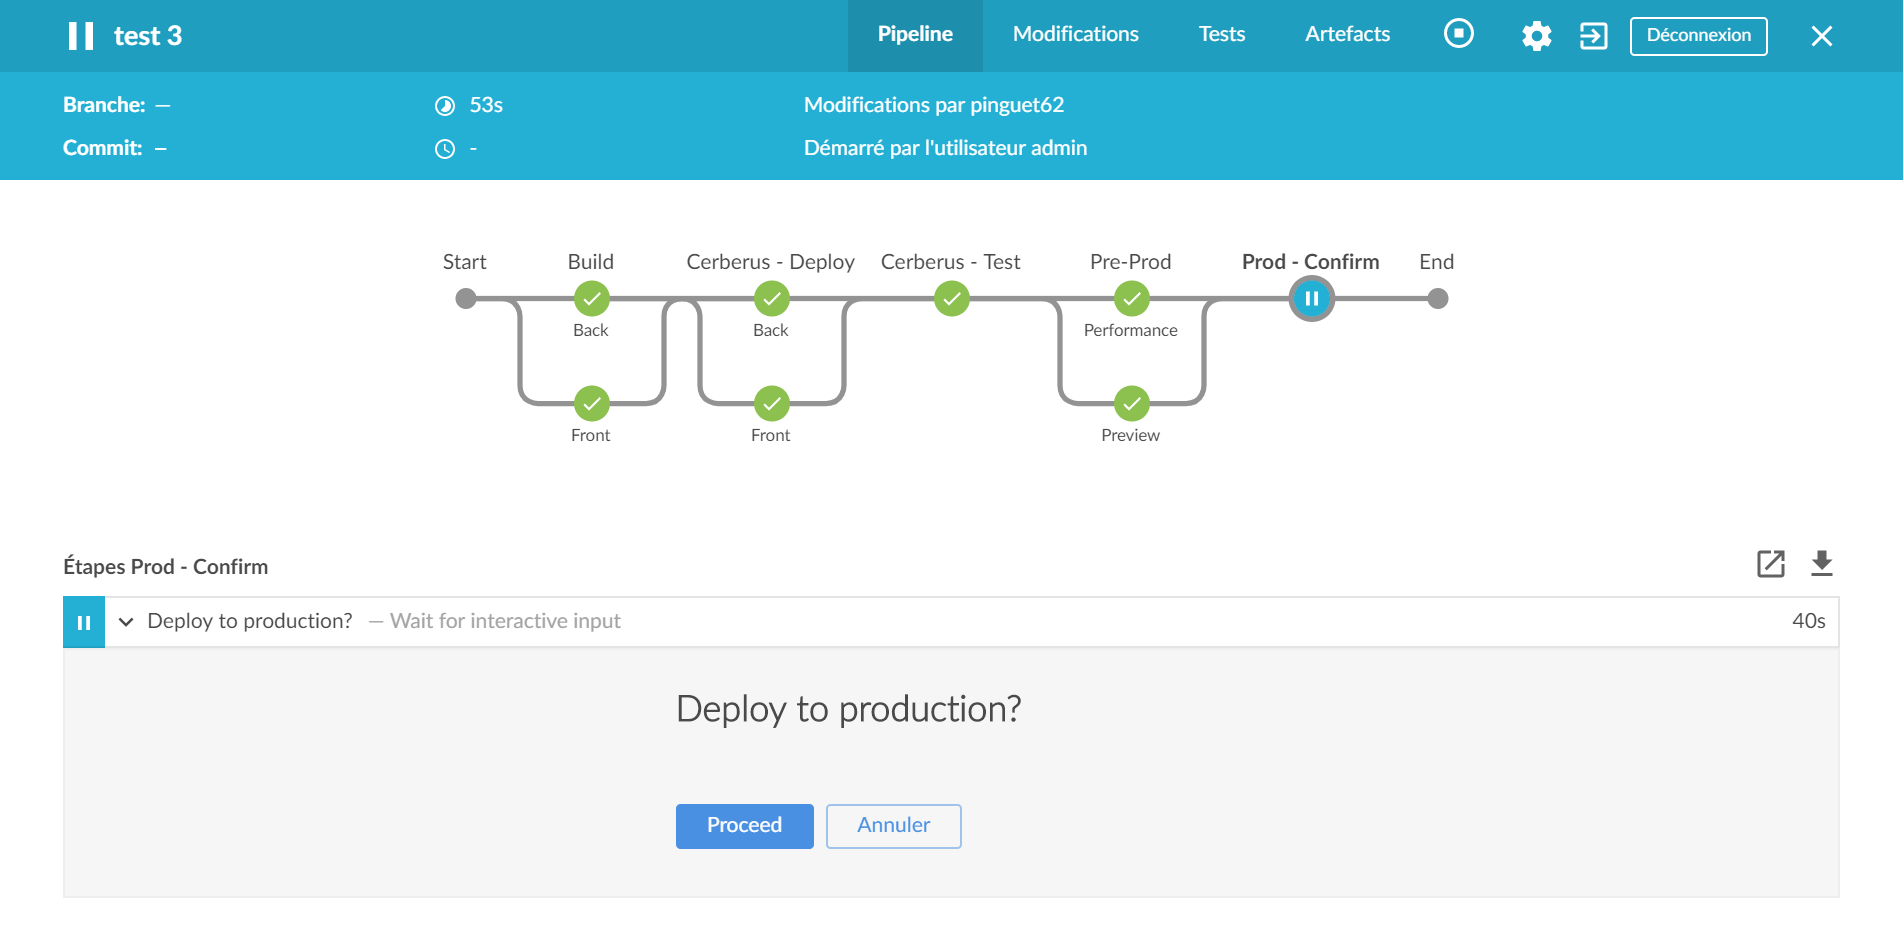 test 3
Pipeline Modifications Tests Artefacts Déconnexion
Branche: — 53s Modifications par pinguet62
Commit: – - Démarré par l'utilisateur admin
Start Build Cerberus - Deploy Cerberus - Test Pre-Prod Prod - Confirm End
Back Back Performance
Front Front Preview
Étapes Prod - Confirm
Deploy to production? — Wait for interactive input 40s
Deploy to production?
Proceed Annuler